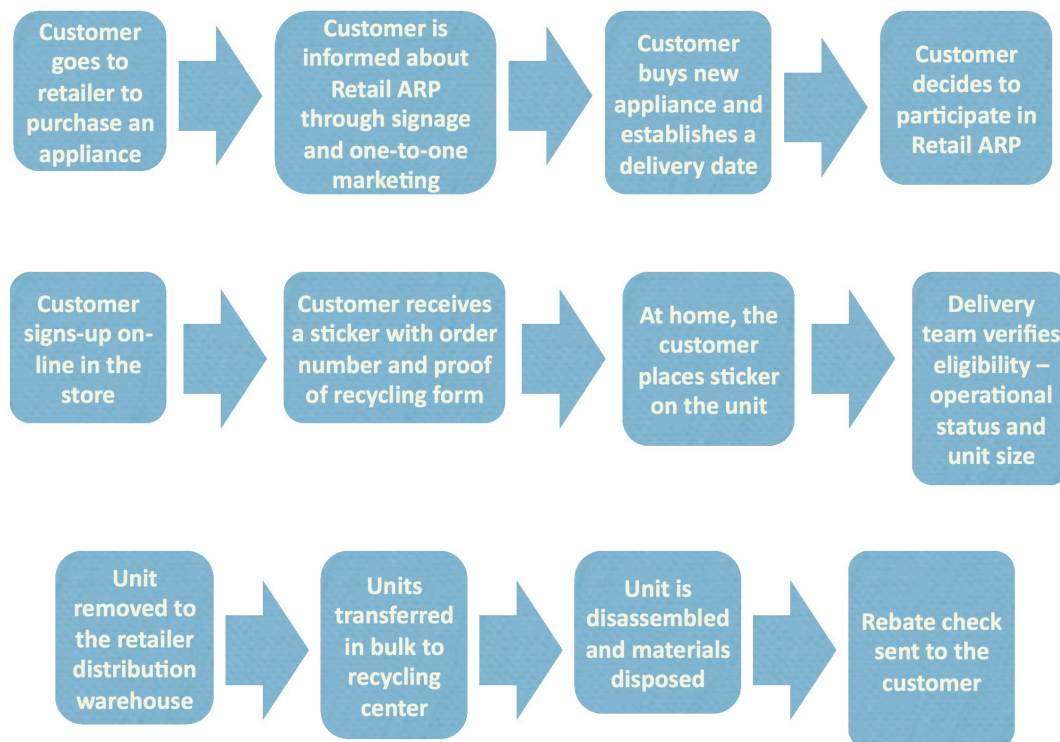 Customer
goes to
retailer to
purchase an
appliance
Customer is
informed about
Retail ARP
through signage
and one-to-one
marketing
Customer
buys new
appliance and
establishes a
delivery date
Customer
decides to
participate in
Retail ARP
Customer
signs-up on-
line in the
store
Customer receives
a sticker with order
number and proof
of recycling form
At home, the
customer
places sticker
on the unit
Delivery
team verifies
eligibility –
operational
status and
unit size
Unit
removed to
the retailer
distribution
warehouse
Units
transferred
in bulk to
recycling
center
Unit is
disassembled
and materials
disposed
Rebate check
sent to the
customer